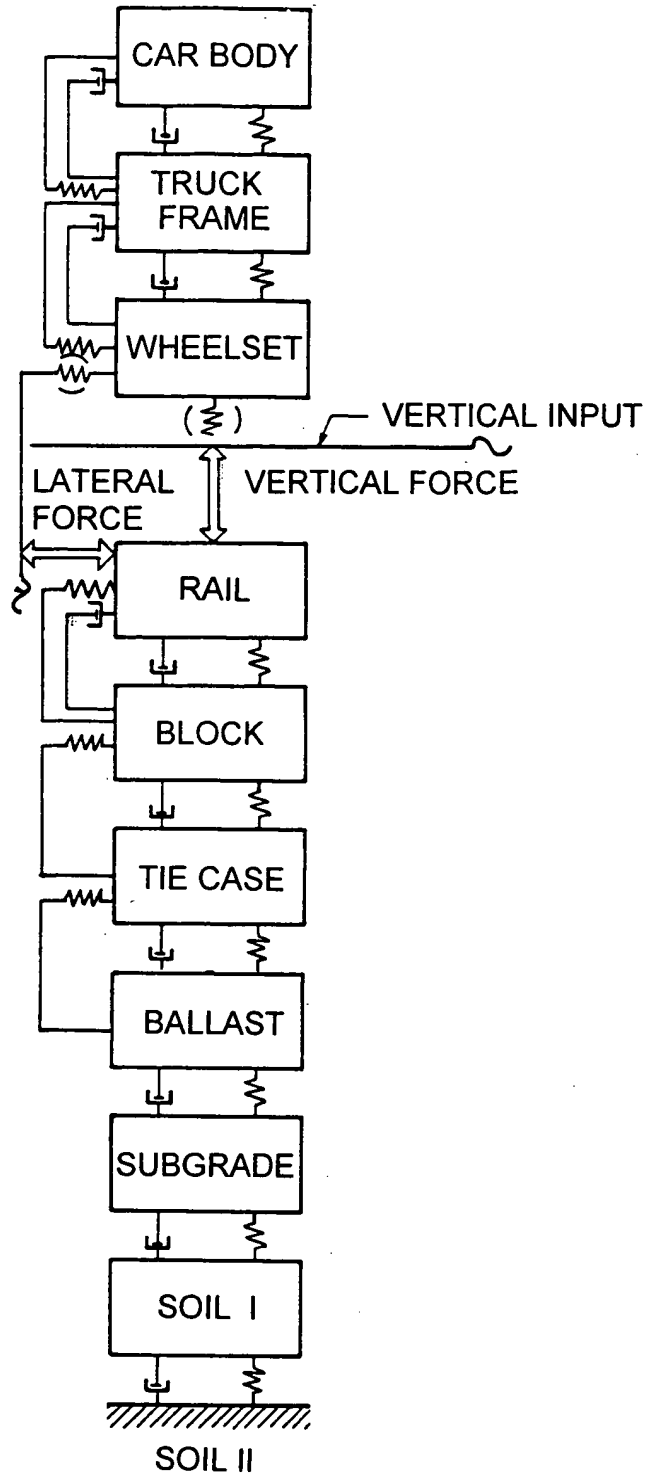 CAR BODY
TRUCK
FRAME
WHEELSET
VERTICAL INPUT
LATERAL
FORCE
VERTICAL FORCE
RAIL
BLOCK
TIE CASE
BALLAST
SUBGRADE
SOIL I
SOIL II